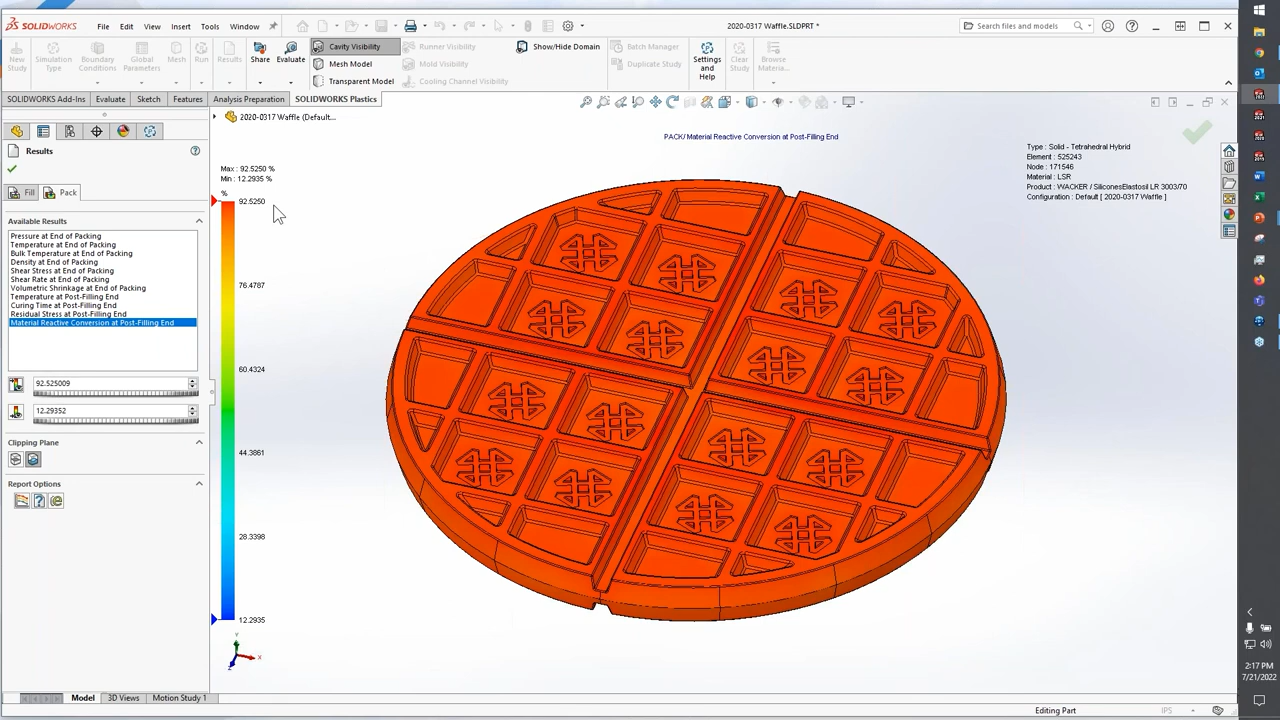 SOLIDWORKS
File
Edit
View
Insert
Tools
Window
2020-0317 Waffle.SLDPRT *
Search files and models
New
Study
Simulation
Type
Boundary
Conditions
Global
Parameters
Mesh
Run
Results
Share
Evaluate
Cavity Visibility
Mesh Model
Transparent Model
Runner Visibility
Mold Visibility
Cooling Channel Visibility
Show/Hide Domain
Batch Manager
Duplicate Study
Settings
and
Help
Clear
Study
Browse
Materia...
SOLIDWORKS Add-Ins
Evaluate
Sketch
Features
Analysis Preparation
SOLIDWORKS Plastics
2020-0317 Waffle (Default...
Results
Fill
Pack
Available Results
Pressure at End of Packing
Temperature at End of Packing
Bulk Temperature at End of Packing
Density at End of Packing
Shear Stress at End of Packing
Shear Rate at End of Packing
Volumetric Shrinkage at End of Packing
Temperature at Post-Filling End
Curing Time at Post-Filling End
Residual Stress at Post-Filling End
Material Reactive Conversion at Post-Filling End
92.525009
12.29352
Clipping Plane
Report Options
Max : 92.5250 %
Min : 12.2935 %
%
92.5250
76.4787
60.4324
44.3861
28.3398
12.2935
PACK/ Material Reactive Conversion at Post-Filling End
Type : Solid - Tetrahedral Hybrid
Element : 525243
Node : 171546
Material : LSR
Product : WACKER / SiliconesElastosil LR 3003/70
Configuration : Default [ 2020-0317 Waffle ]
Y
X
Z
Model
3D Views
Motion Study 1
Editing Part
IPS
2:17 PM
7/21/2022